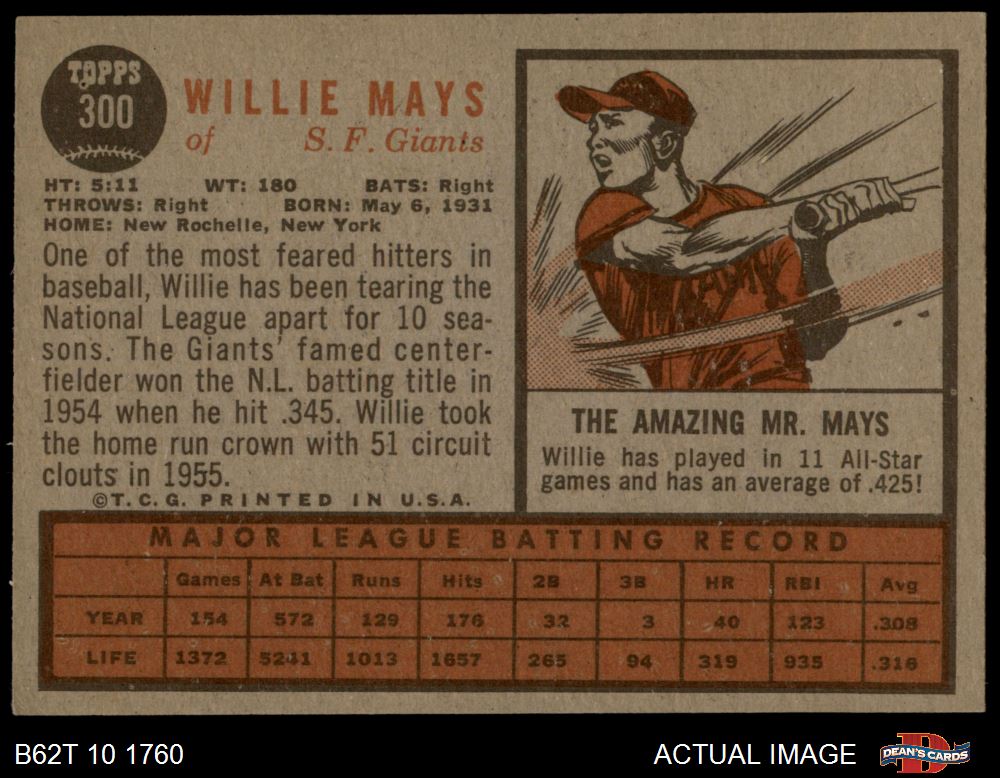 TOPPS
300
WILLIE MAYS
of S. F. Giants
HT: 5:11 WT: 180 BATS: Right
THROWS: Right BORN: May 6, 1931
HOME: New Rochelle, New York
One of the most feared hitters in
baseball, Willie has been tearing the
National League apart for 10 sea-
sons. The Giants' famed center-
fielder won the N.L. batting title in
1954 when he hit .345. Willie took
the home run crown with 51 circuit
clouts in 1955.
©T.C.G. PRINTED IN U.S.A.
THE AMAZING MR. MAYS
Willie has played in 11 All-Star
games and has an average of .425!
MAJOR LEAGUE BATTING RECORD
Games At Bat Runs Hits 2B 3B HR RBI Avg
YEAR 154 572 129 176 32 3 40 123 .308
LIFE 1372 5241 1013 1657 265 94 319 935 .316
B62T 10 1760
ACTUAL IMAGE
DEAN'S CARDS